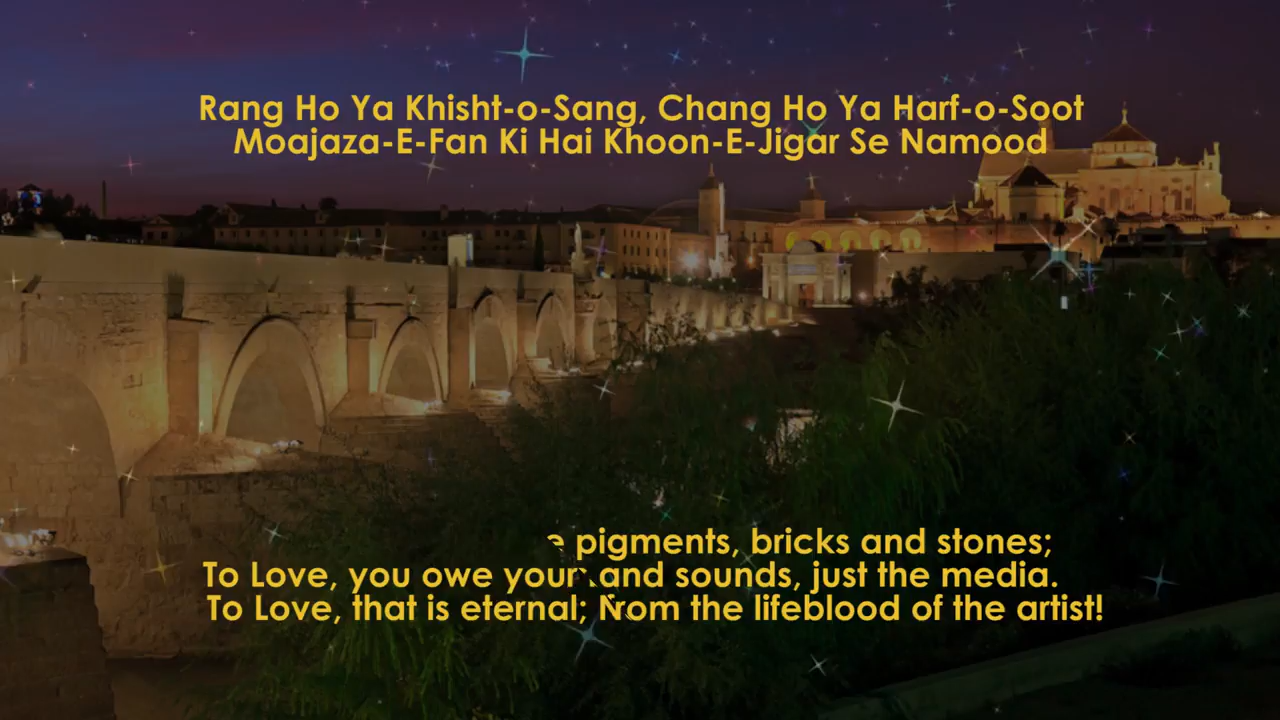 Rang Ho Ya Khisht-o-Sang, Chang Ho Ya Harf-o-Soot
Moajaza-E-Fan Ki Hai Khoon-E-Jigar Se Namood
pigments, bricks and stones;
To Love, you owe your and sounds, just the media.
To Love, that is eternal; from the lifeblood of the artist!